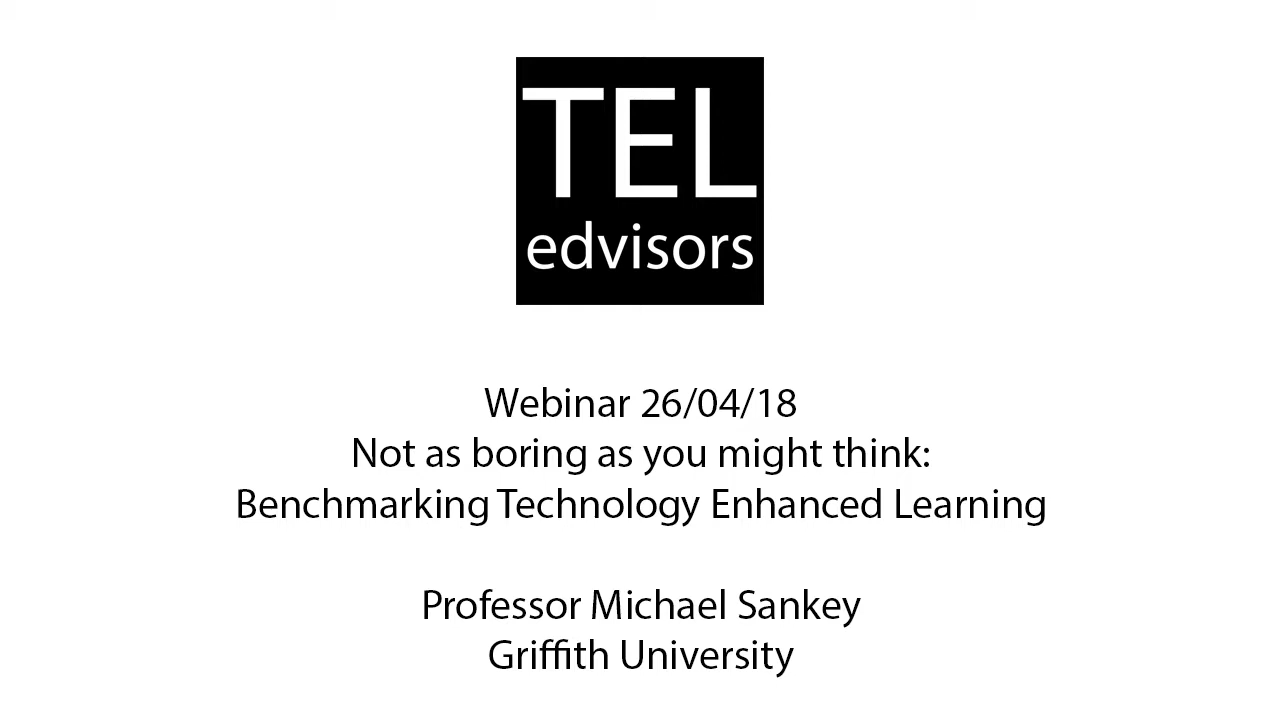 TEL
edvisors
Webinar 26/04/18
Not as boring as you might think:
Benchmarking Technology Enhanced Learning
Professor Michael Sankey
Griffith University